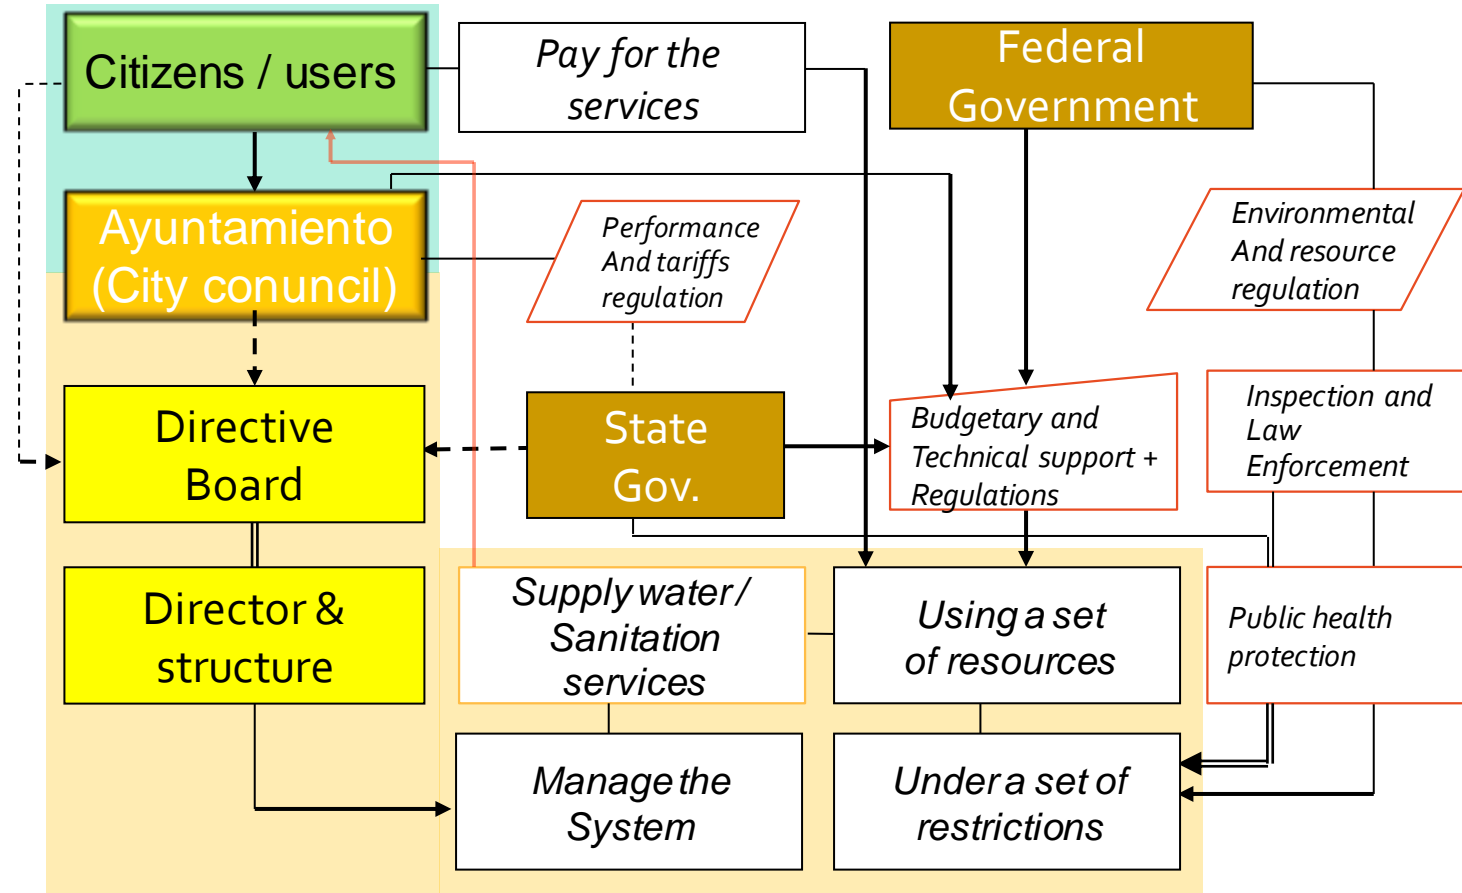 Citizens / users
Pay for the
services
Federal
Government
Ayuntamiento
(City conuncil)
Performance
And tariffs
regulation
Environmental
And resource
regulation
Directive
Board
State
Gov.
Budgetary and
Technical support +
Regulations
Inspection and
Law
Enforcement
Director &
structure
Supply water /
Sanitation
services
Using a set
of resources
Public health
protection
Manage the
System
Under a set of
restrictions